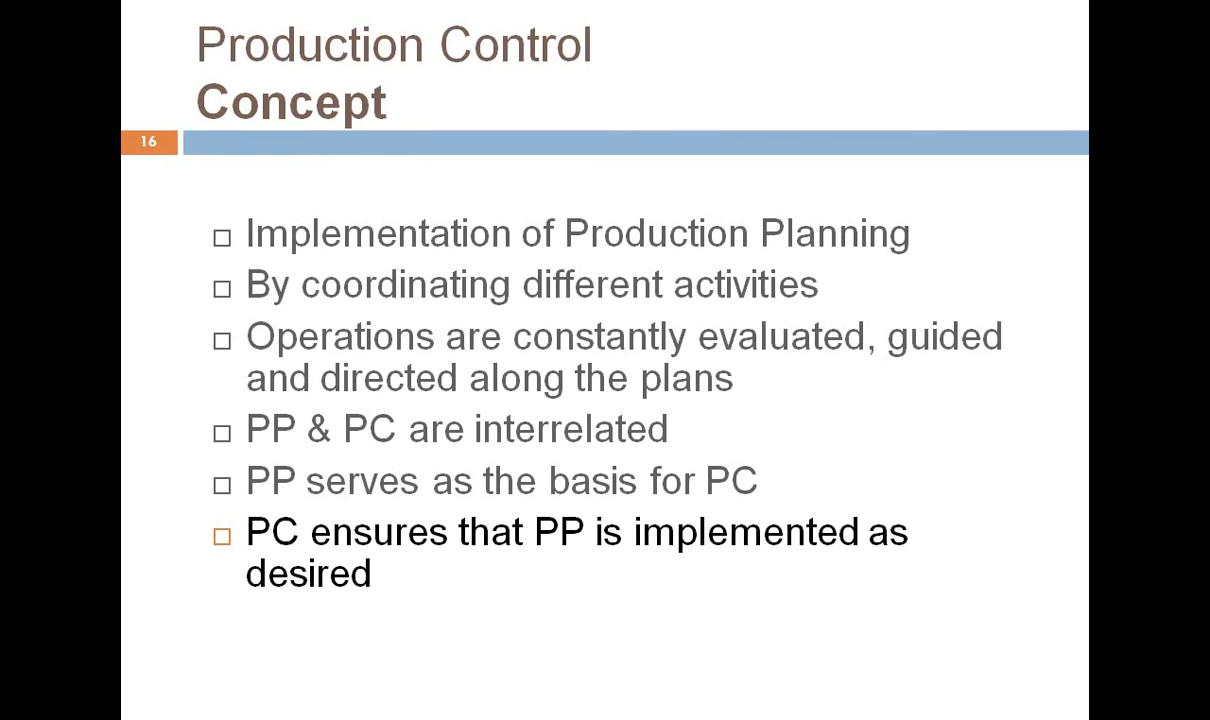 Production Control
Concept
16
Implementation of Production Planning
By coordinating different activities
Operations are constantly evaluated, guided
and directed along the plans
PP & PC are interrelated
PP serves as the basis for PC
PC ensures that PP is implemented as
desired